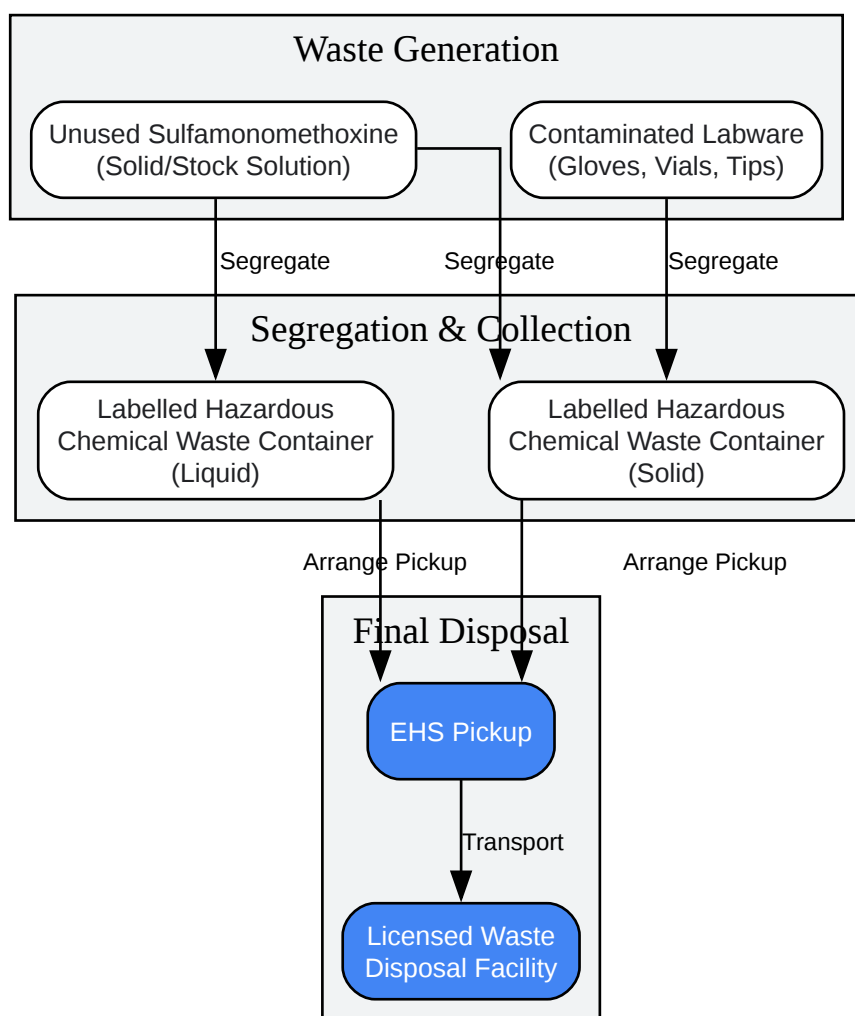 Waste Generation
Unused Sulfamonomethoxine
(Solid/Stock Solution)
Contaminated Labware
(Gloves, Vials, Tips)
Segregate
Segregate
Segregate
Segregation & Collection
Labelled Hazardous
Chemical Waste Container
(Liquid)
Labelled Hazardous
Chemical Waste Container
(Solid)
Arrange Pickup
Arrange Pickup
Final Disposal
EHS Pickup
Transport
Licensed Waste
Disposal Facility